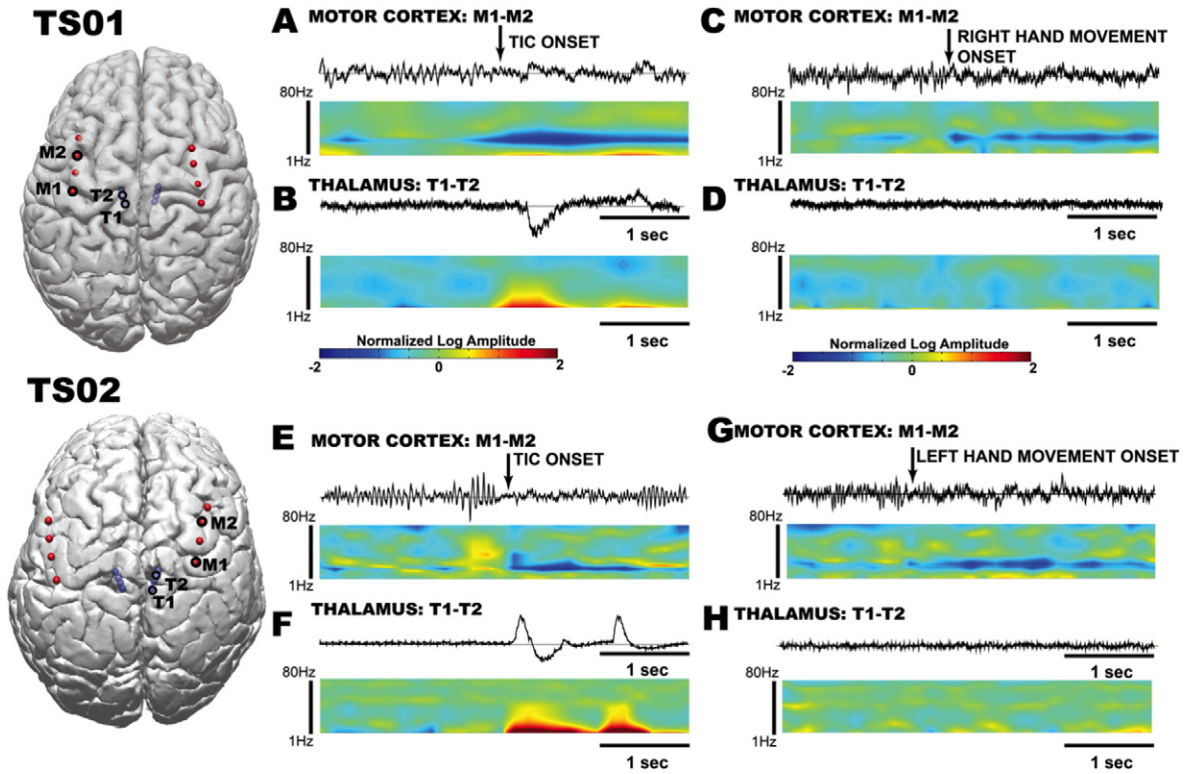 TS01
M2
M1
T2
T1
A
MOTOR CORTEX: M1-M2
TIC ONSET
80Hz
1Hz
B
THALAMUS: T1-T2
1 sec
80Hz
1Hz
1 sec
Normalized Log Amplitude
-2
0
2
C
MOTOR CORTEX: M1-M2
RIGHT HAND MOVEMENT
ONSET
80Hz
1Hz
D
THALAMUS: T1-T2
1 sec
80Hz
1Hz
1 sec
Normalized Log Amplitude
-2
0
2
TS02
M2
M1
T2
T1
E
MOTOR CORTEX: M1-M2
TIC ONSET
80Hz
1Hz
F
THALAMUS: T1-T2
1 sec
80Hz
1Hz
1 sec
G
MOTOR CORTEX: M1-M2
LEFT HAND MOVEMENT ONSET
80Hz
1Hz
H
THALAMUS: T1-T2
1 sec
80Hz
1Hz
1 sec